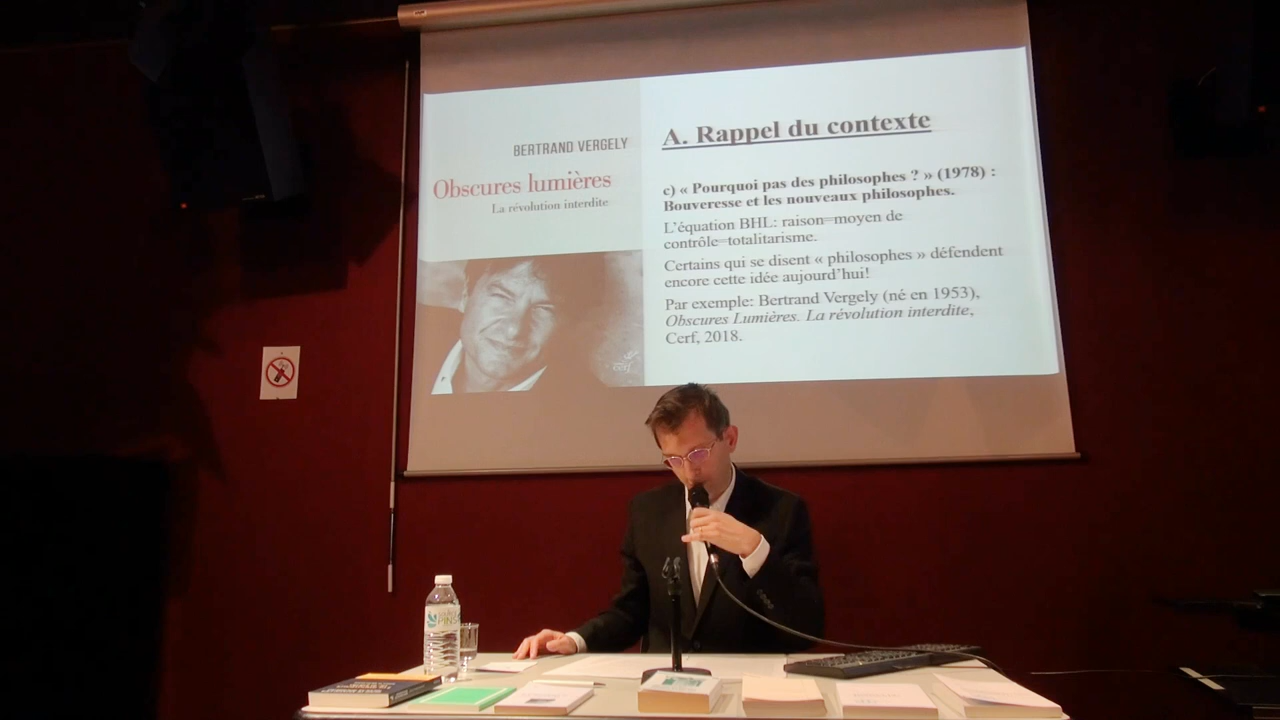 BERTRAND VERGELY
Obscures lumières
La révolution interdite
cerf
A. Rappel du contexte
c) « Pourquoi pas des philosophes ? » (1978) :
Bouveresse et les nouveaux philosophes.
L’équation BHL: raison=moyen de
contrôle=totalitarisme.
Certains qui se disent « philosophes » défendent
encore cette idée aujourd’hui!
Par exemple: Bertrand Vergely (né en 1953),
Obscures Lumières. La révolution interdite,
Cerf, 2018.